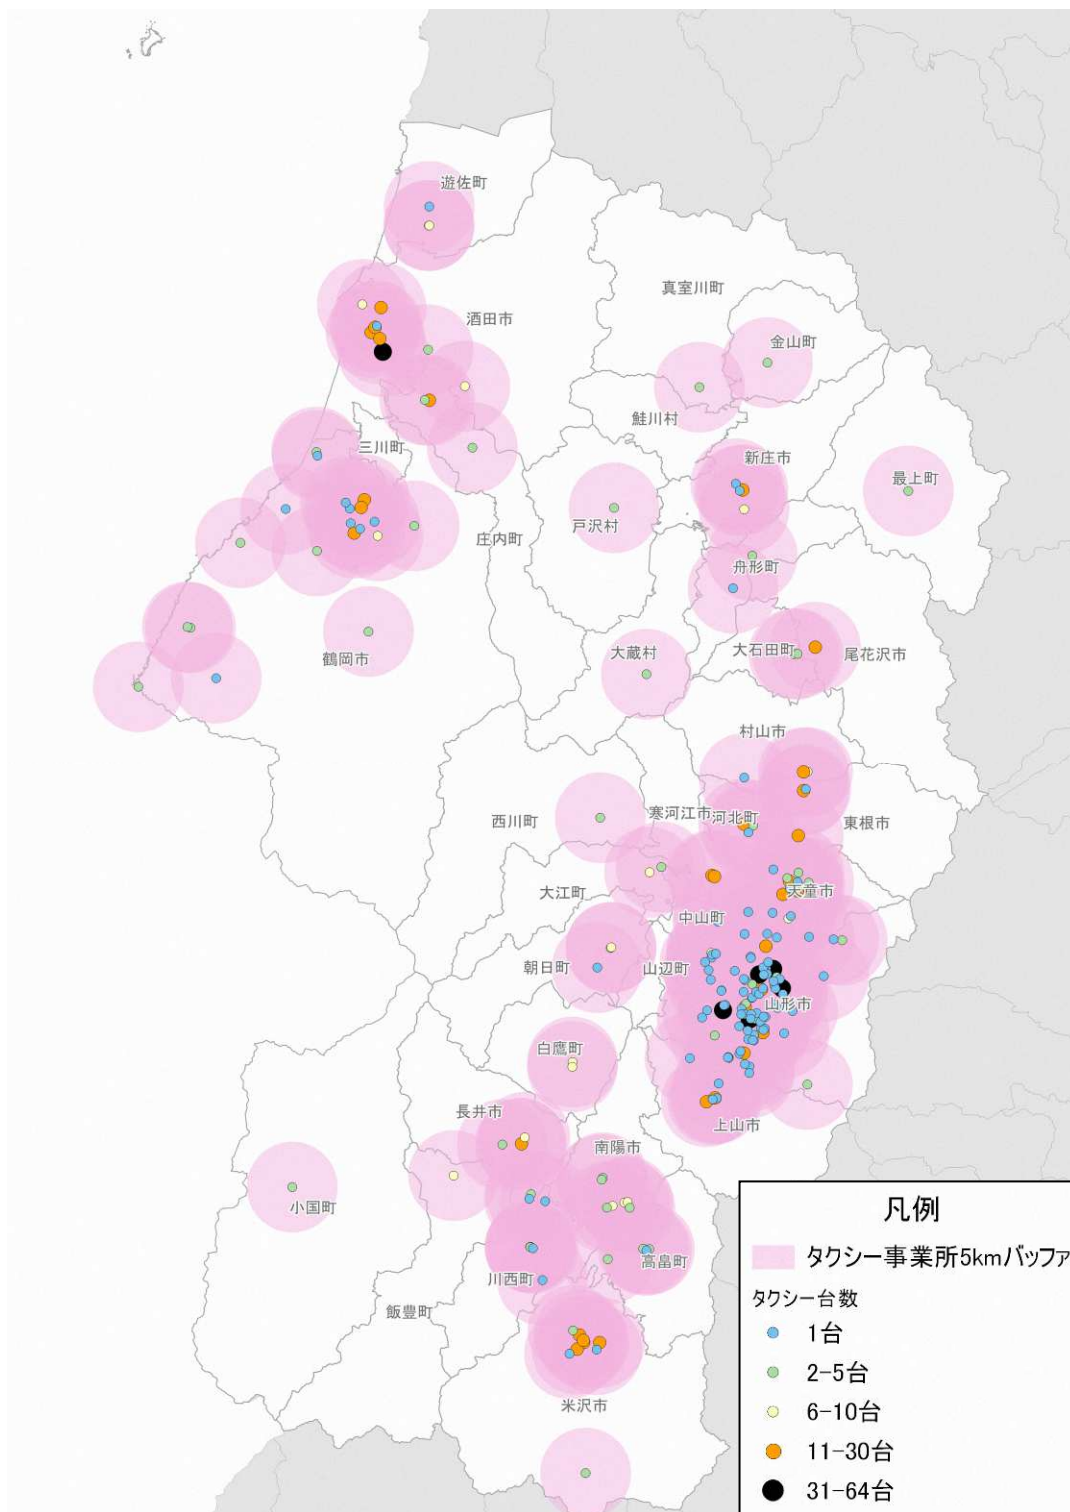 遊佐町
真室川町
酒田市
金山町
鮭川村
三川町
新庄市
最上町
戸沢村
庄内町
舟形町
大石田町
尾花沢市
大蔵村
鶴岡市
村山市
寒河江市
河北町
西川町
東根市
大江町
天童市
中山町
朝日町
山辺町
山形市
白鷹町
長井市
上山市
南陽市
小国町
高畠町
川西町
飯豊町
米沢市
凡例
タクシー事業所5kmバッファ
タクシー台数
1台
2-5台
6-10台
11-30台
31-64台